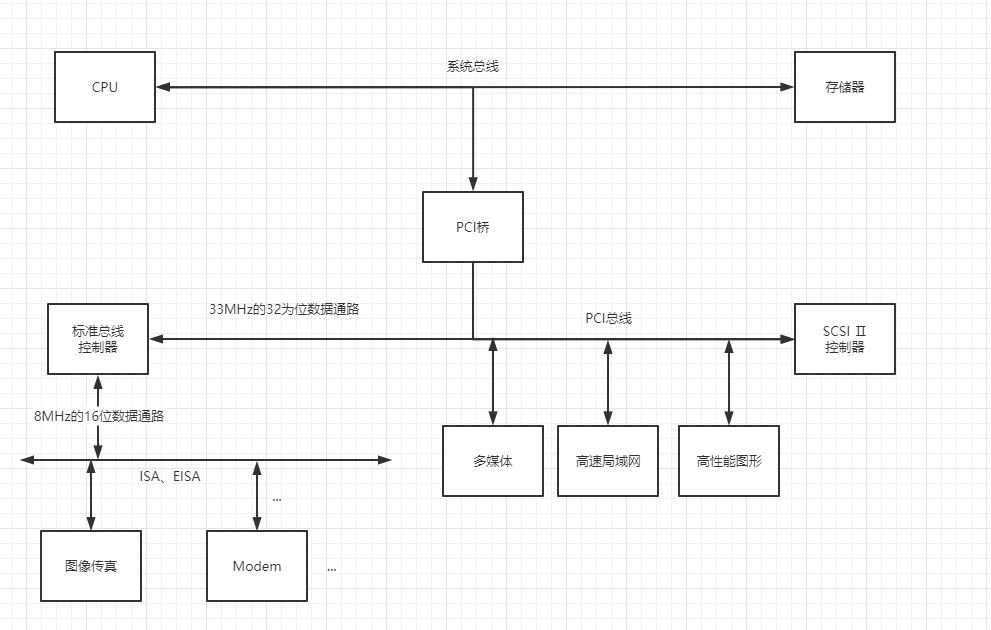 系统总线
CPU
存储器
PCI桥
33MHz的32为位数据通路
PCI总线
标准总线
控制器
SCSI Ⅱ
控制器
8MHz的16位数据通路
多媒体
高速局域网
高性能图形
ISA、EISA
...
图像传真
Modem
...